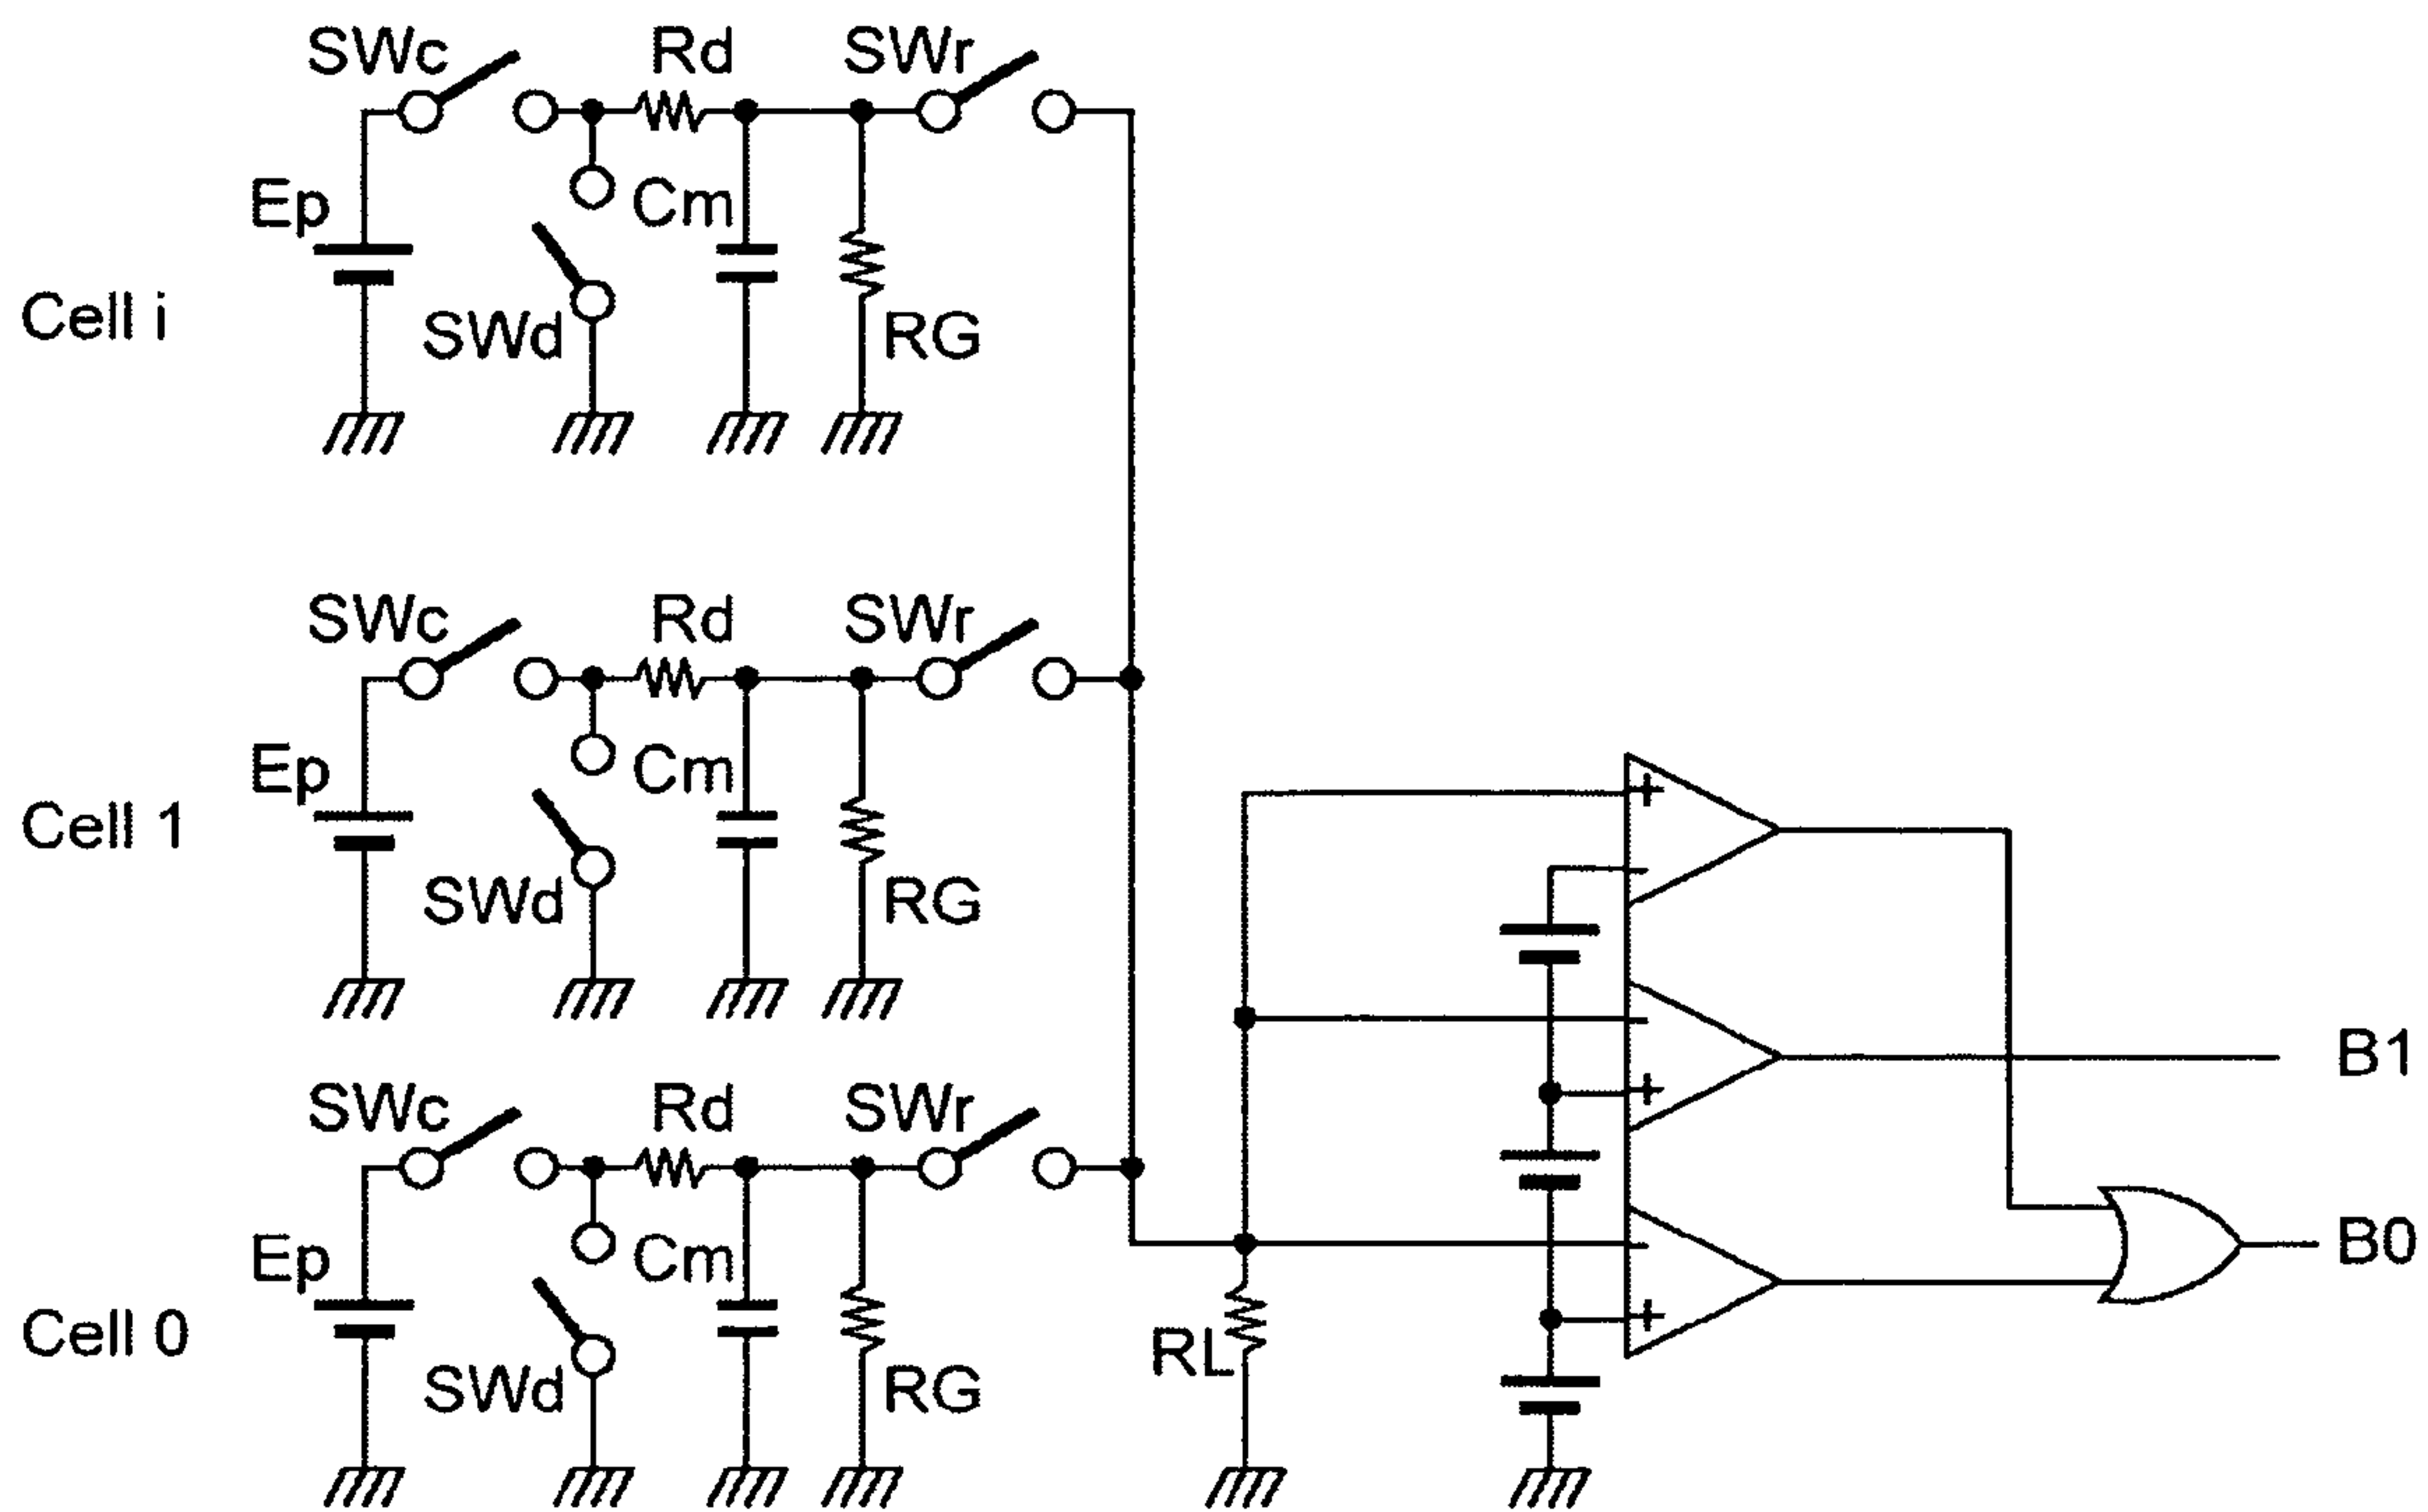 SWc Rd SWr
Ep Cm
Cell i
SWd RG
SWc Rd SWr
Ep Cm
+
Cell 1
-
SWd RG
-
B1
+
SWc Rd SWr
Ep Cm
-
B0
Cell 0
+
RL
SWd RG